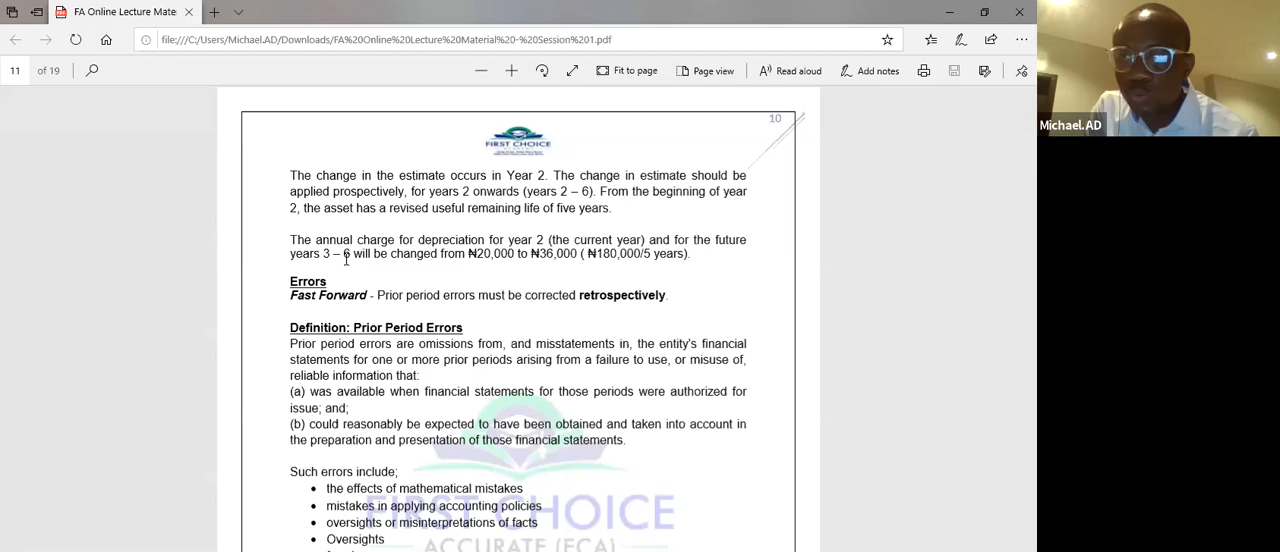 FA Online Lecture Mate
file:///C:/Users/Michael.AD/Downloads/FA%20Online%20Lecture%20Material%20-%20Session%201.pdf
11 of 19
Fit to page
Page view
Read aloud
Add notes
Michael.AD
10
FIRST CHOICE
The change in the estimate occurs in Year 2. The change in estimate should be
applied prospectively, for years 2 onwards (years 2 – 6). From the beginning of year
2, the asset has a revised useful remaining life of five years.
The annual charge for depreciation for year 2 (the current year) and for the future
years 3 – 6 will be changed from ₦20,000 to ₦36,000 ( ₦180,000/5 years).
Errors
Fast Forward - Prior period errors must be corrected retrospectively.
Definition: Prior Period Errors
Prior period errors are omissions from, and misstatements in, the entity's financial
statements for one or more prior periods arising from a failure to use, or misuse of,
reliable information that:
(a) was available when financial statements for those periods were authorized for
issue; and;
(b) could reasonably be expected to have been obtained and taken into account in
the preparation and presentation of those financial statements.
Such errors include;
• the effects of mathematical mistakes
• mistakes in applying accounting policies
• oversights or misinterpretations of facts
• Oversights
FIRST CHOICE
ACCURATE (FCA)